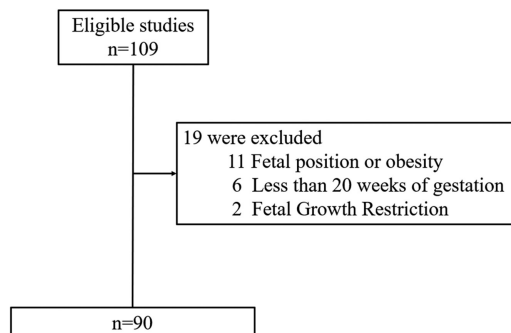 Eligible studies
n=109
19 were excluded
11 Fetal position or obesity
6 Less than 20 weeks of gestation
2 Fetal Growth Restriction
n=90